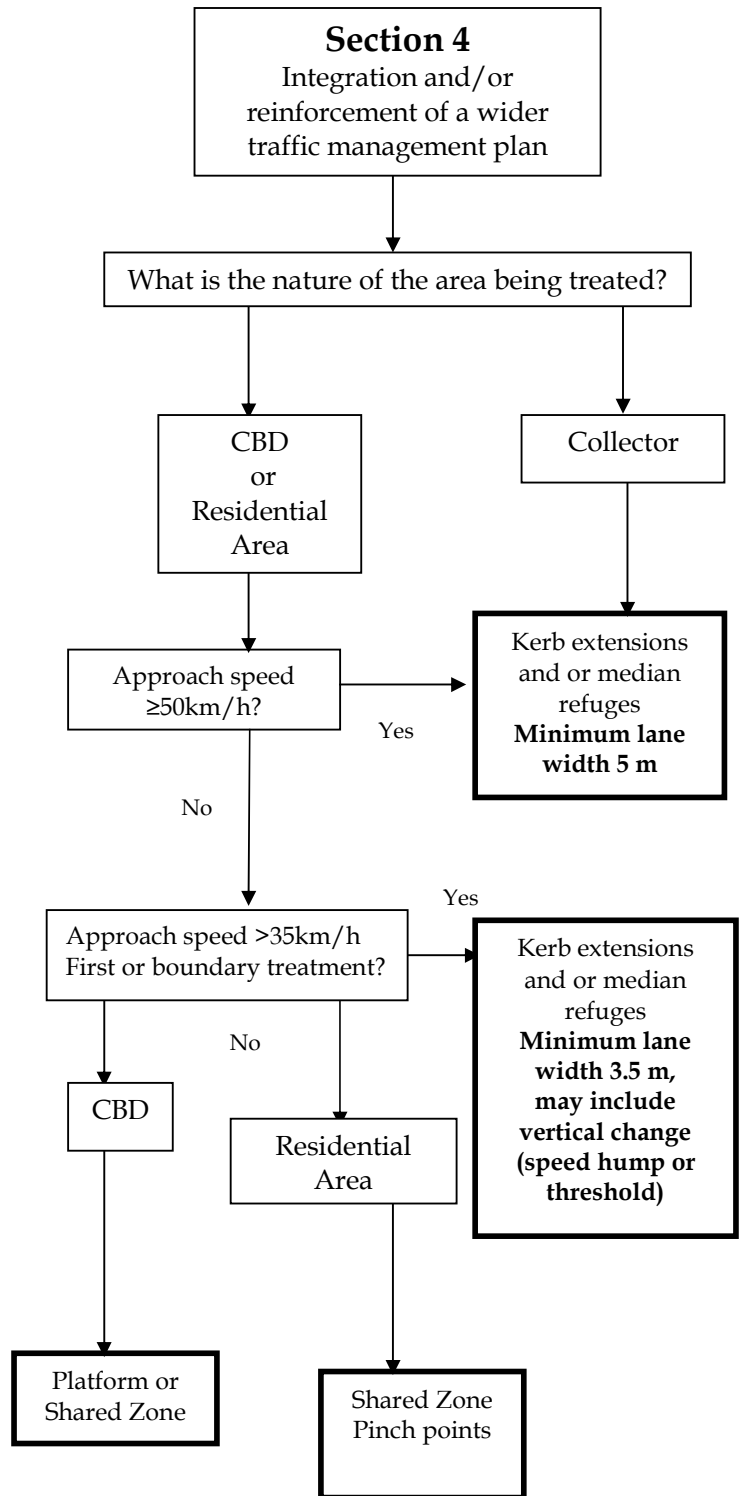 Section 4
Integration and/or
reinforcement of a wider
traffic management plan
What is the nature of the area being treated?
CBD
or
Residential
Area
Collector
Approach speed
≥50km/h?
Yes
Kerb extensions
and or median
refuges
Minimum lane
width 5 m
No
Approach speed >35km/h
First or boundary treatment?
Yes
Kerb extensions
and or median
refuges
Minimum lane
width 3.5 m,
may include
vertical change
(speed hump or
threshold)
No
CBD
Residential
Area
Platform or
Shared Zone
Shared Zone
Pinch points